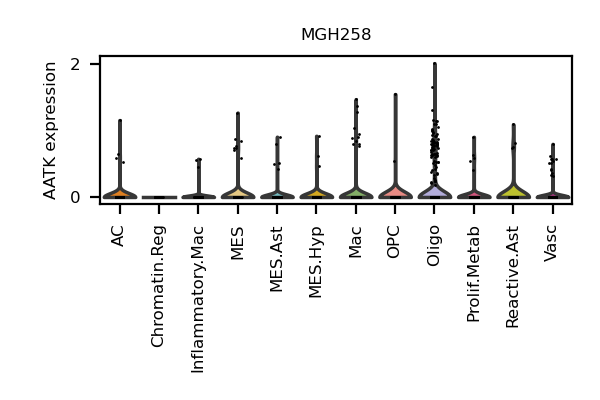 MGH258
AATK expression
2
0
AC
Chromatin.Reg
Inflammatory.Mac
MES
MES.Ast
MES.Hyp
Mac
OPC
Oligo
Prolif.Metab
Reactive.Ast
Vasc